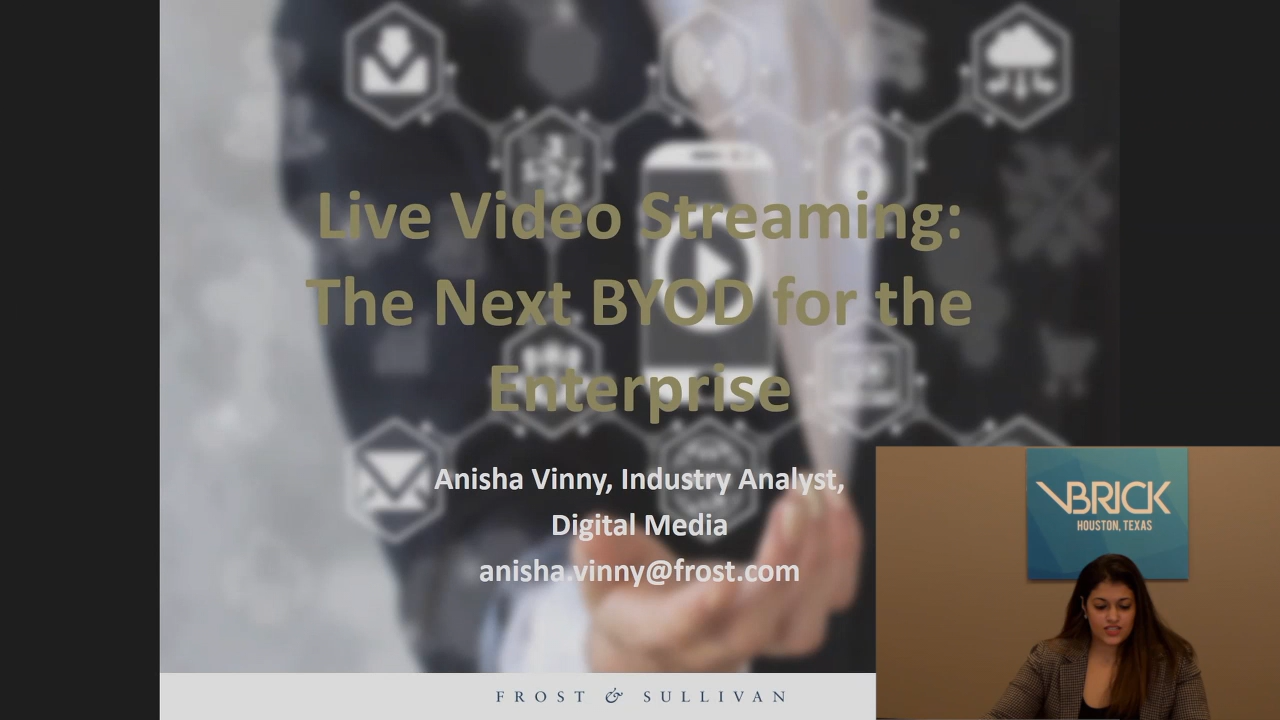 Live Video Streaming:
The Next BYOD for the
Enterprise
Anisha Vinny, Industry Analyst,
Digital Media
anisha.vinny@frost.com
FROST & SULLIVAN
VBRICK
HOUSTON, TEXAS